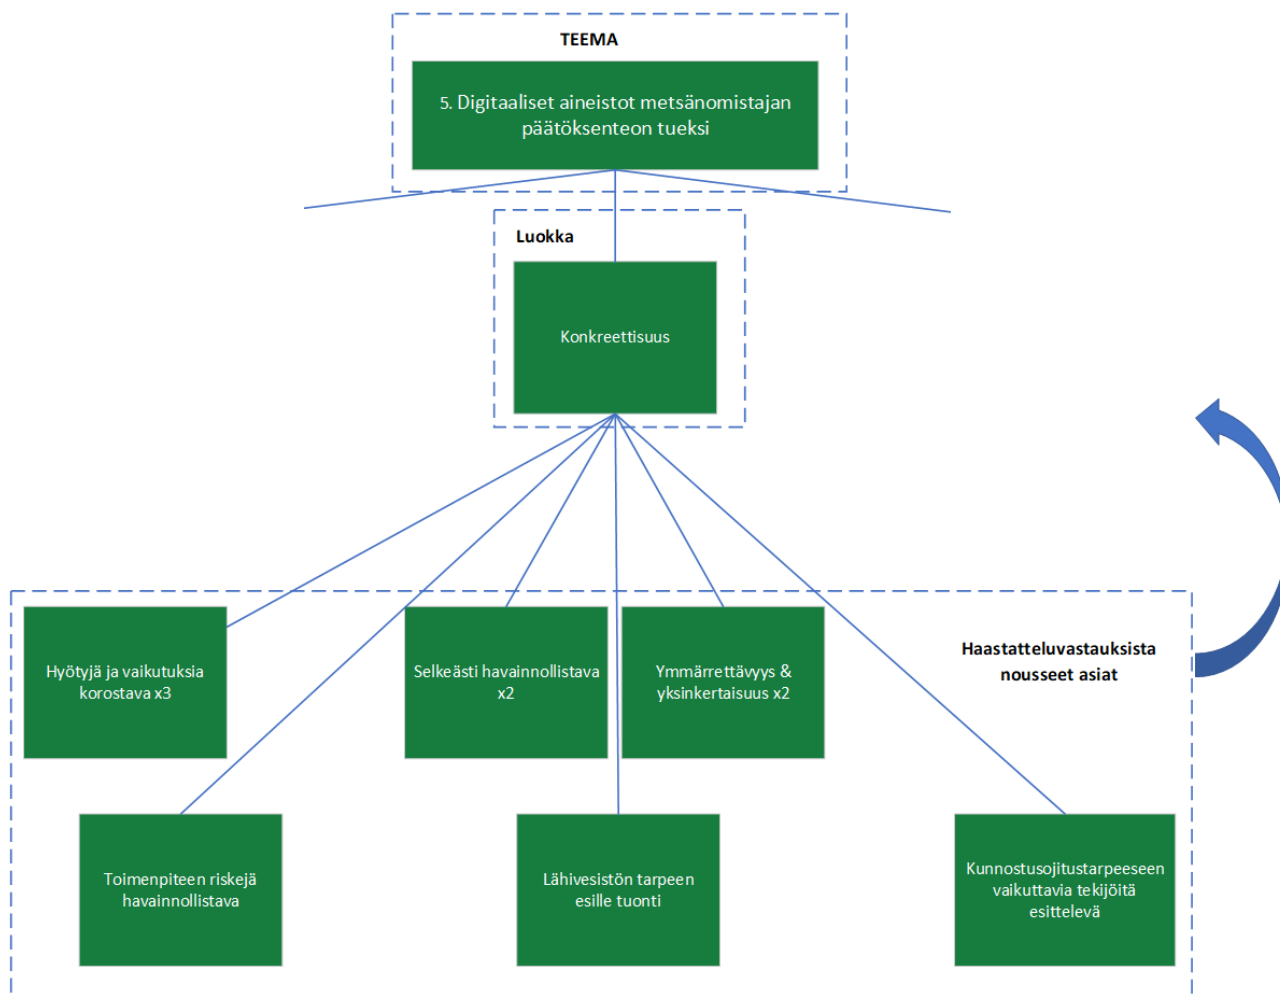 TEEMA
5. Digitaaliset aineistot metsänomistajan
päätöksenteon tueksi
Luokka
Konkreettisuus
Hyötyjä ja vaikutuksia
korostava x3
Selkeästi havainnollistava
x2
Ymmärrettävyys &
yksinkertaisuus x2
Haastatteluvastauksista
nousseet asiat
Toimenpiteen riskejä
havainnollistava
Lähivesistön tarpeen
esille tuonti
Kunnostusojitustarpeeseen
vaikuttavia tekijöitä
esittelevä